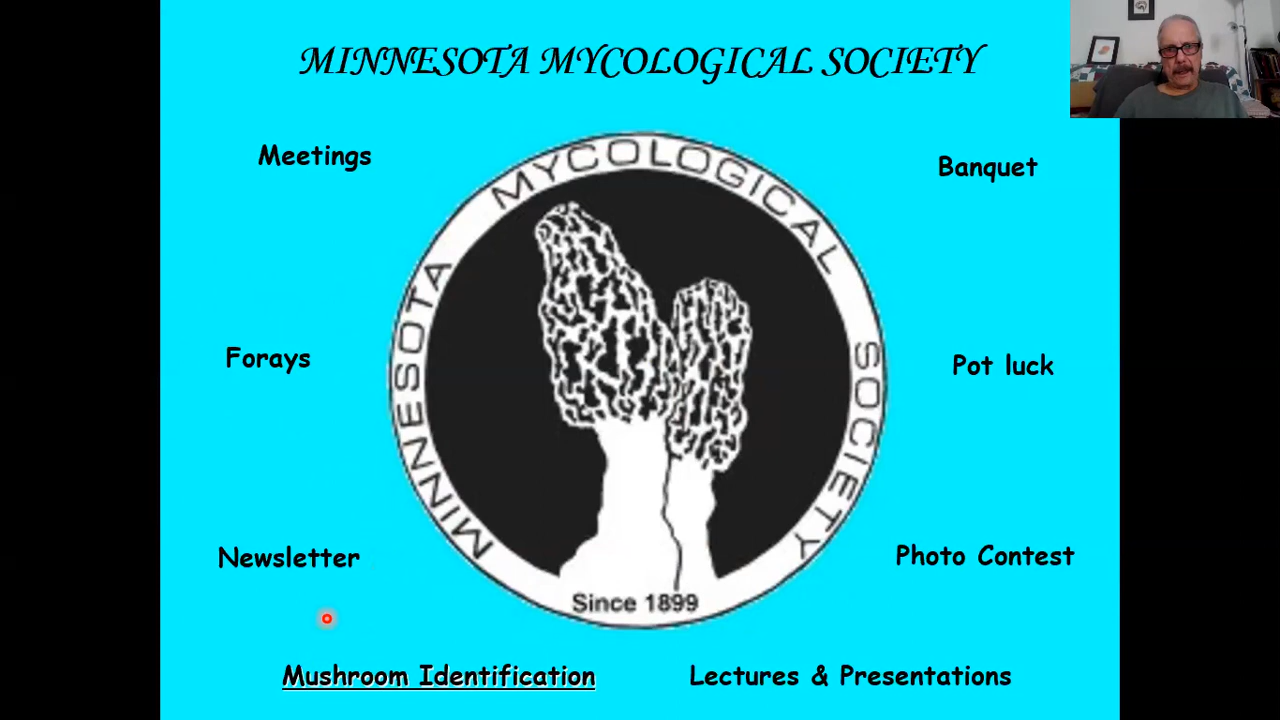 MINNESOTA MYCOLOGICAL SOCIETY
Meetings
Banquet
MINNESOTA MYCOLOGICAL SOCIETY
Forays
Pot luck
Newsletter
Photo Contest
Since 1899
Mushroom Identification
Lectures & Presentations